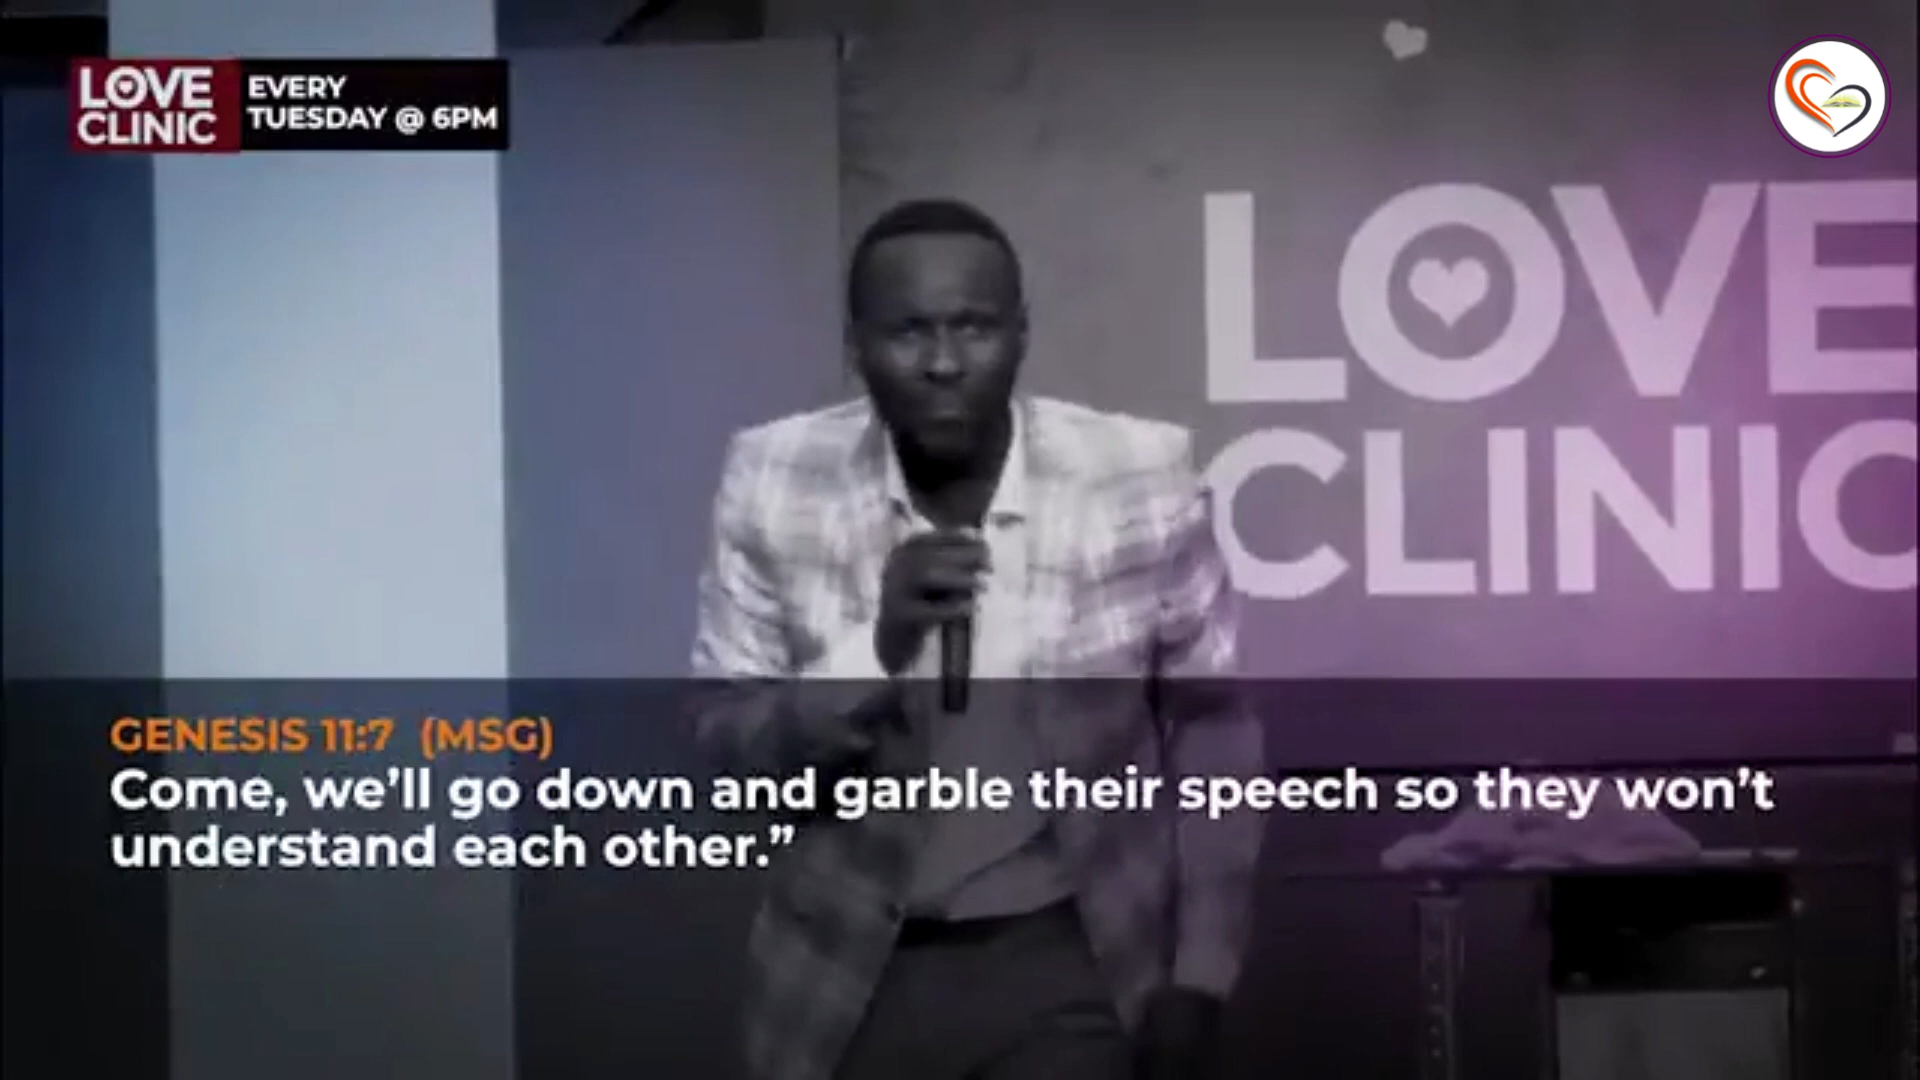 LOVE
CLINIC
EVERY
TUESDAY @ 6PM
LOVE
CLINIC
GENESIS 11:7 (MSG)
Come, we'll go down and garble their speech so they won't
understand each other.”